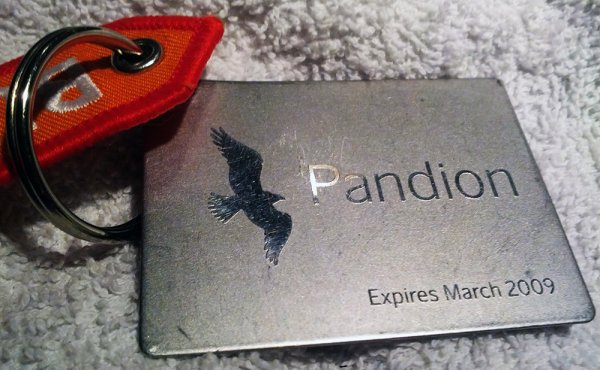 Pandion
Expires March 2009